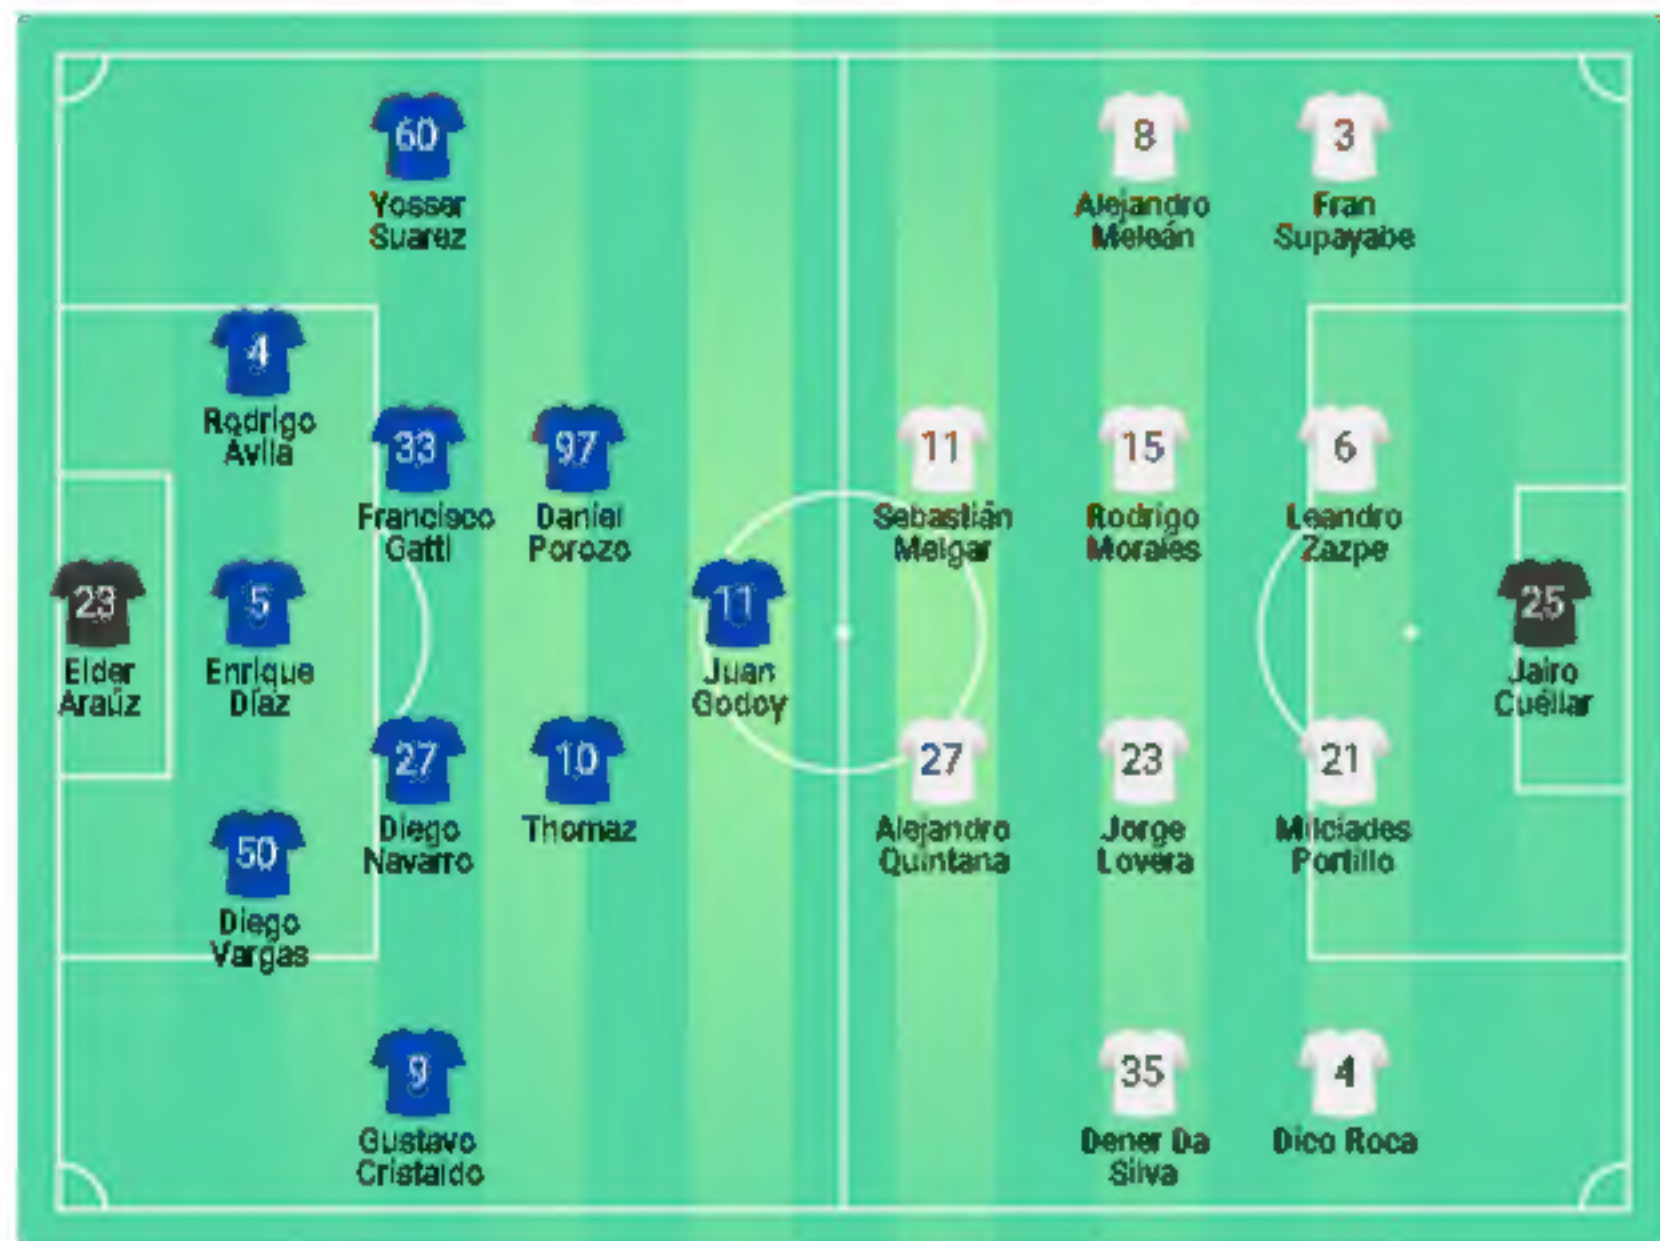 60
Yosser
Suarez
4
Rodrigo
Avila
33
Francisco
Gatti
97
Daniel
Porozo
23
Elder
Araúz
5
Enrique
Díaz
11
Juan
Godoy
27
Diego
Navarro
10
Thomaz
50
Diego
Vargas
9
Gustavo
Cristaldo
8
Alejandro
Meleán
3
Fran
Supayabe
11
Sebastián
Melgar
15
Rodrigo
Morales
6
Leandro
Zazpe
25
Jairo
Cuéllar
27
Alejandro
Quintana
23
Jorge
Lovera
21
Milciades
Portillo
35
Dener Da
Silva
4
Dico Roca